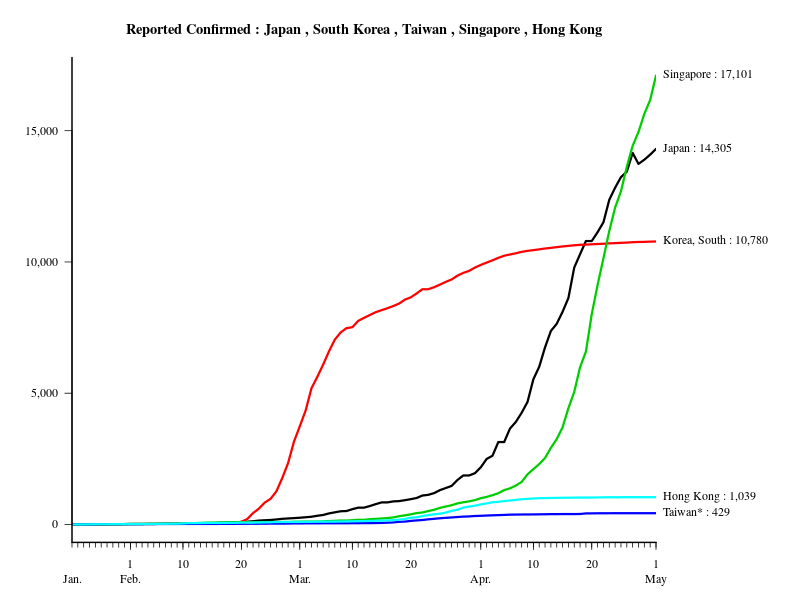 Reported Confirmed : Japan , South Korea , Taiwan , Singapore , Hong Kong
Singapore : 17,101
15,000
Japan : 14,305
Korea, South : 10,780
10,000
5,000
Hong Kong : 1,039
Taiwan* : 429
0
1 10 20 1 10 20 1 10 20 1
Jan. Feb. Mar. Apr. May